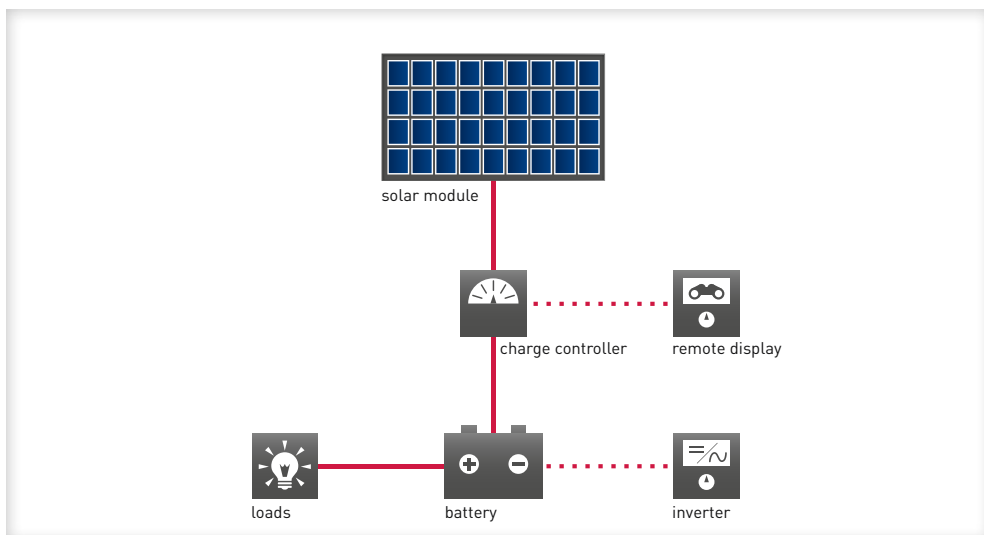 solar module
charge controller
remote display
loads
battery
inverter